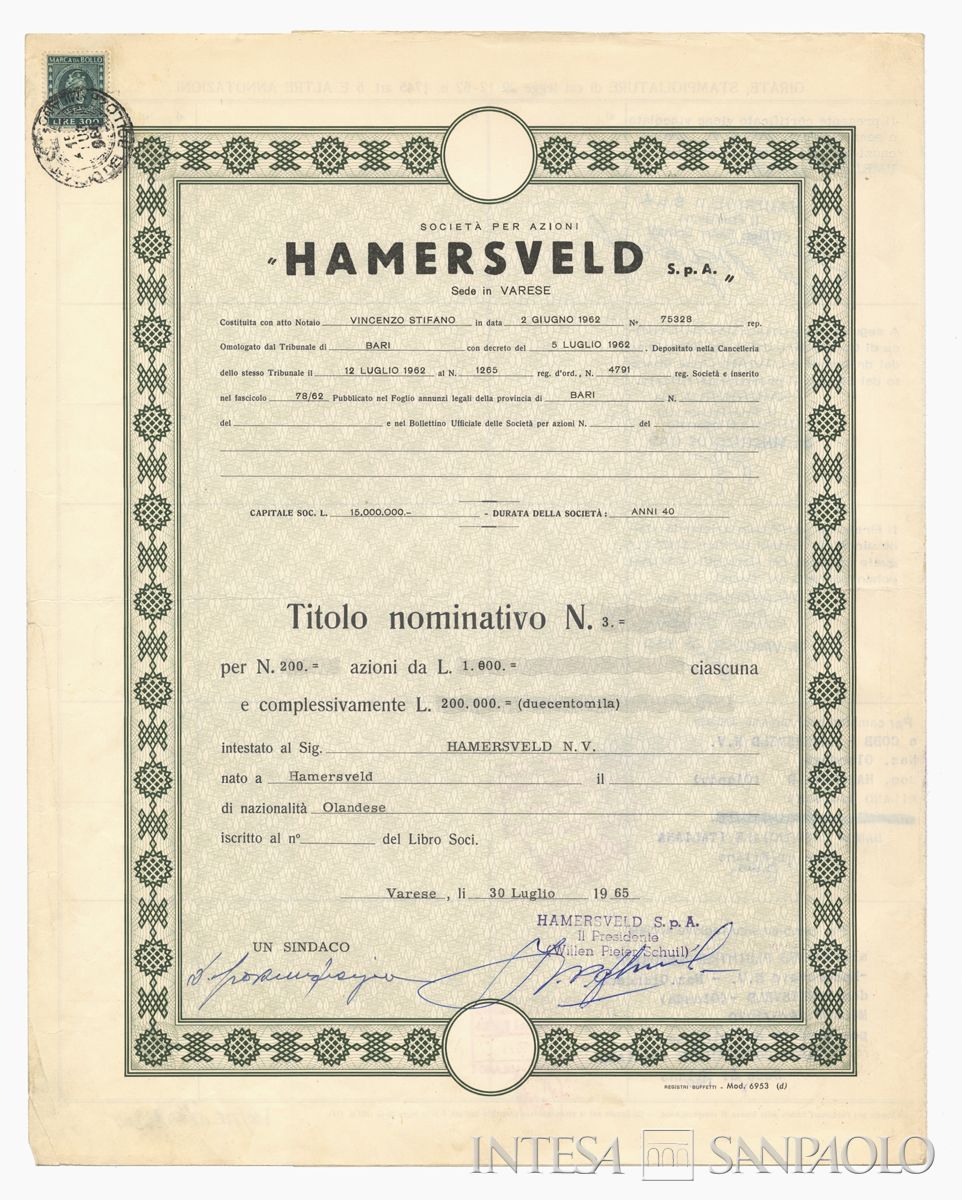 MARCA DA BOLLO
LIRE 300
SOCIETÀ PER AZIONI
"HAMERSVELD S.p.A."
Sede in VARESE
Costituita con atto Notaio VINCENZO STIFANO in data 2 GIUGNO 1962 N° 75328 rep.
Omologato dal Tribunale di BARI con decreto del 5 LUGLIO 1962. Depositato nella Cancelleria
dello stesso Tribunale il 12 LUGLIO 1962 al N. 1265 reg. d'ord., N. 4791 reg. Società e inserito
nel fascicolo 78/62 Pubblicato nel Foglio annunzi legali della provincia di BARI N.
del e nel Bollettino Ufficiale delle Società per azioni N. del
CAPITALE SOC. L. 15.000.000.- - DURATA DELLA SOCIETÀ: ANNI 40
Titolo nominativo N. 3.=
per N. 200.= azioni da L. 1.000.= ciascuna
e complessivamente L. 200.000.= (duecentomila)
intestato al Sig. HAMERSVELD N.V.
nato a Hamersveld il
di nazionalità Olandese
iscritto al n° del Libro Soci.
Varese, li 30 Luglio 1965
HAMERSVELD S.p.A.
Il Presidente
(Willen Pieter Schuil)
UN SINDACO
REGISTRI BUFFETTI - Mod. 6953 (d)
INTESA SANPAOLO